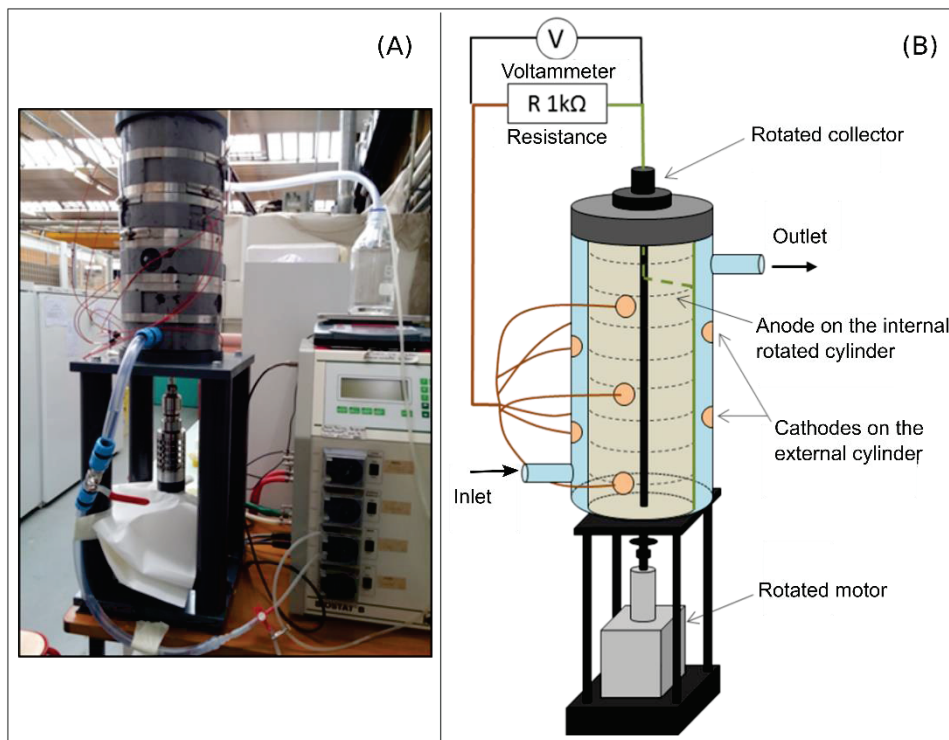 (A)
(B)
V
Voltammeter
R 1kΩ
Resistance
Rotated collector
Outlet
Anode on the internal
rotated cylinder
Cathodes on the
external cylinder
Inlet
Rotated motor
BIOSTAT B